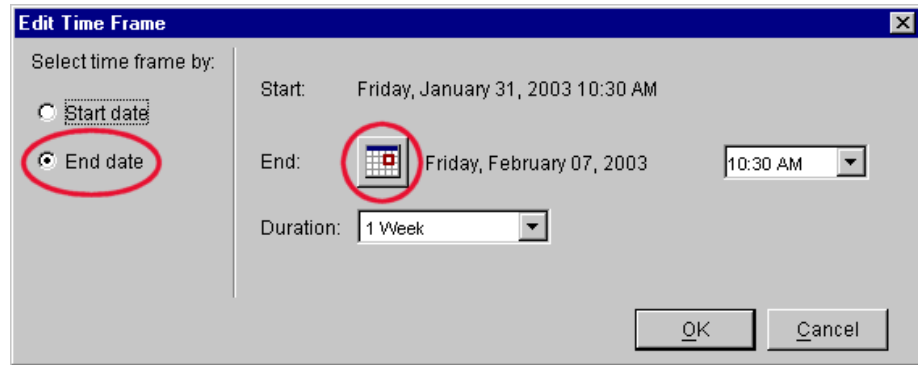 Edit Time Frame
Select time frame by:
Start date
End date
Start: Friday, January 31, 2003 10:30 AM
End: Friday, February 07, 2003 10:30 AM
Duration: 1 Week
OK Cancel